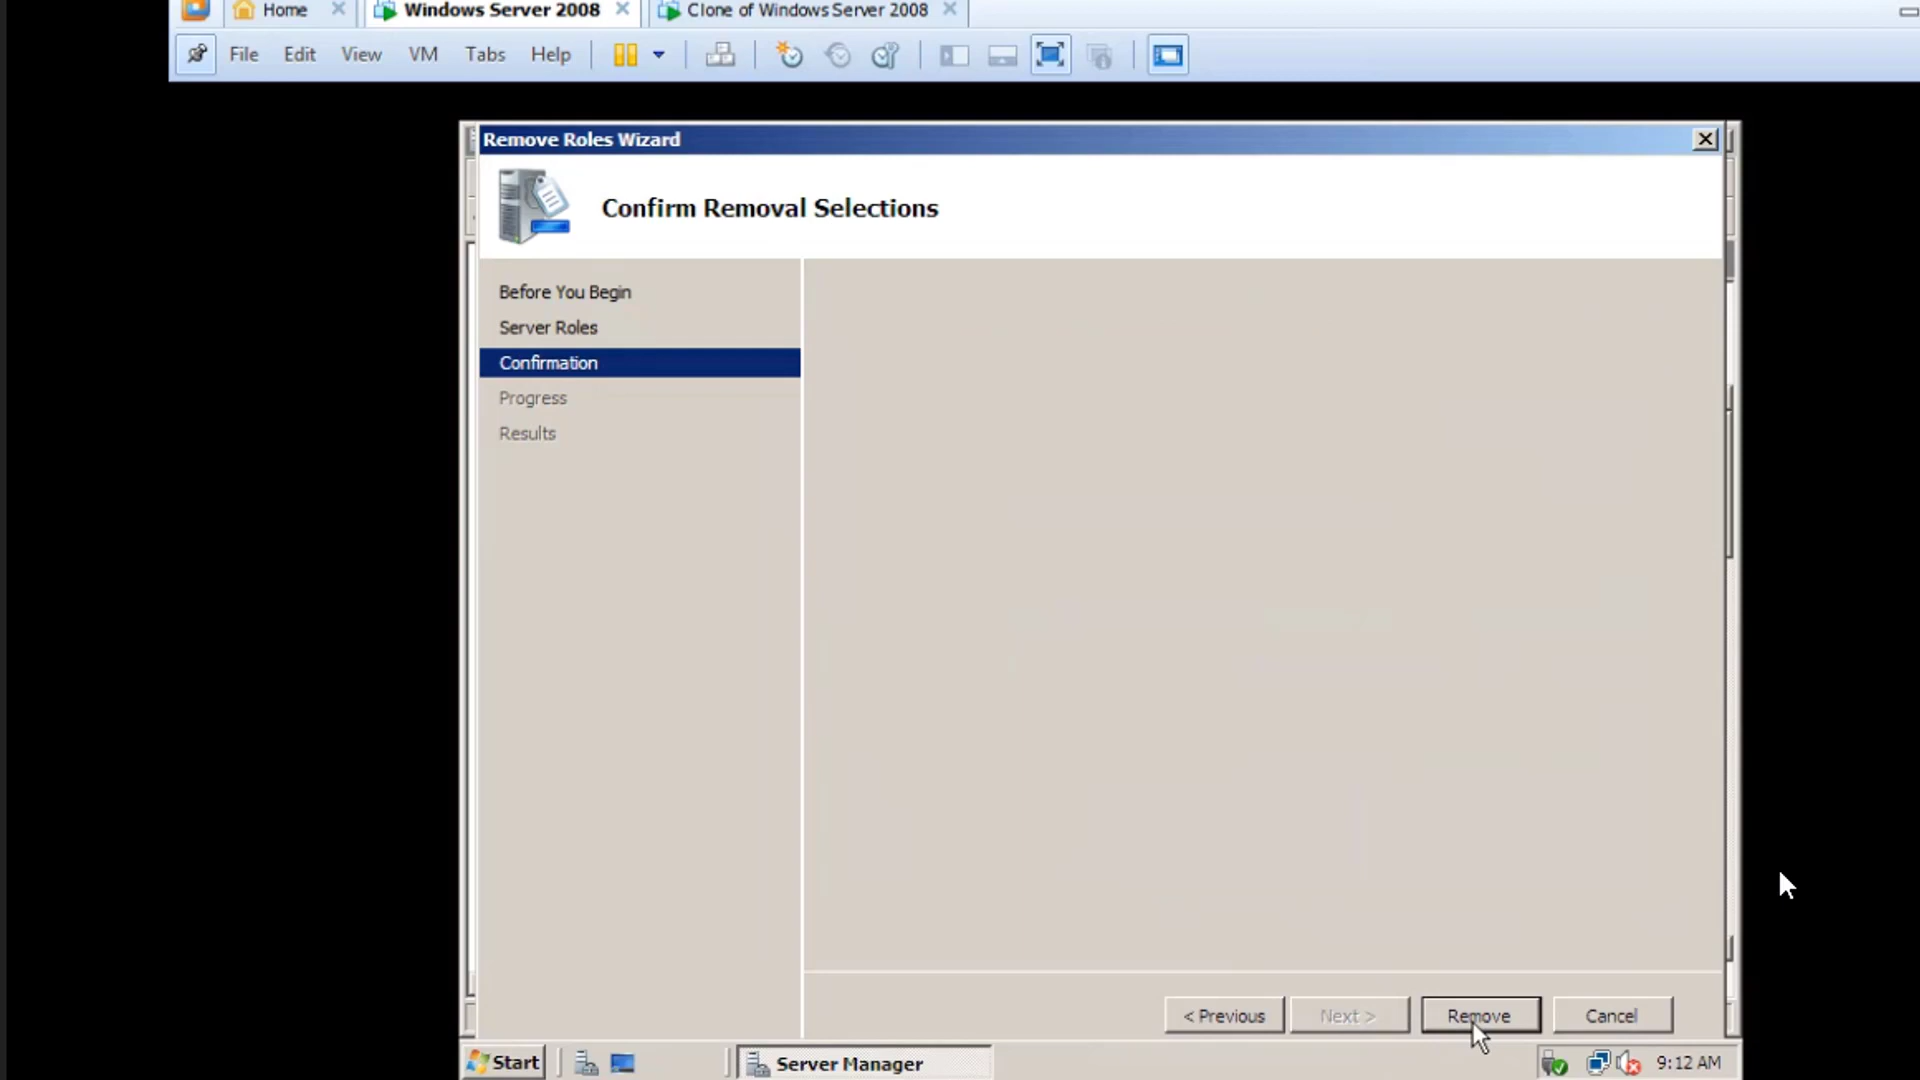 Home
Windows Server 2008
Clone of Windows Server 2008
File Edit View VM Tabs Help
Remove Roles Wizard
Confirm Removal Selections
Before You Begin
Server Roles
Confirmation
Progress
Results
< Previous
Next >
Remove
Cancel
Start
Server Manager
9:12 AM